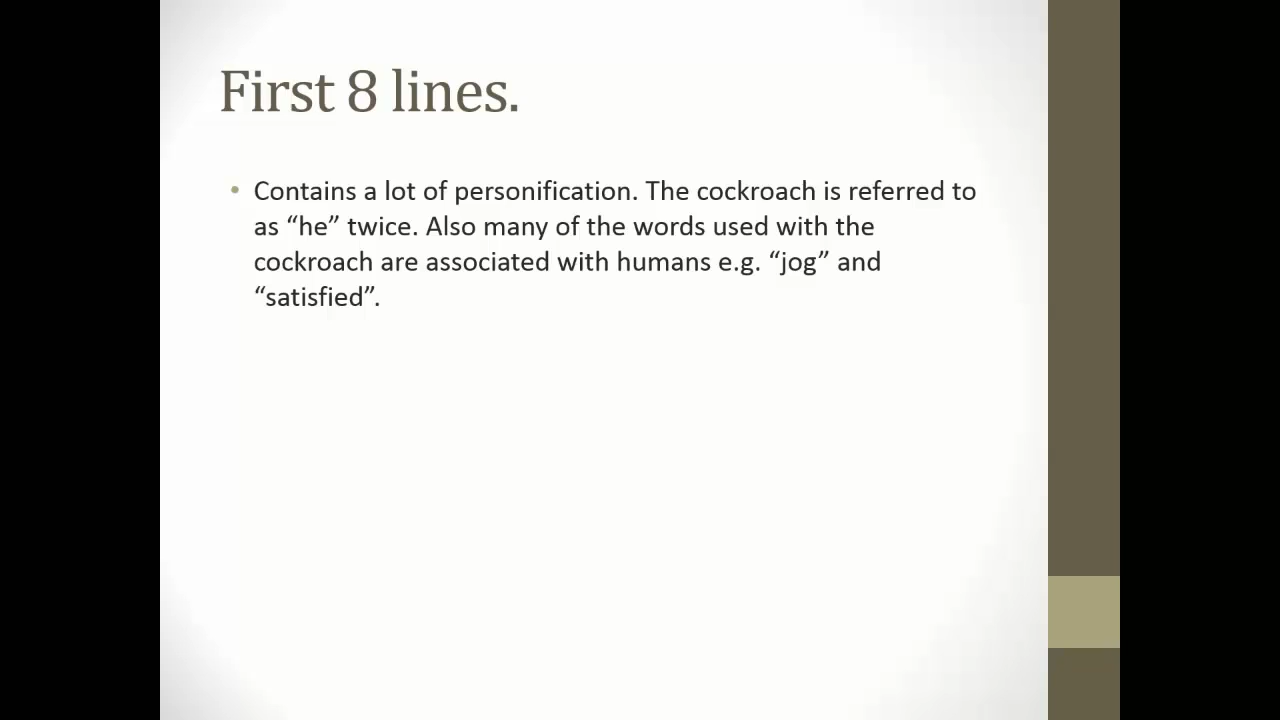 First 8 lines.
• Contains a lot of personification. The cockroach is referred to
as “he” twice. Also many of the words used with the
cockroach are associated with humans e.g. “jog” and
“satisfied”.